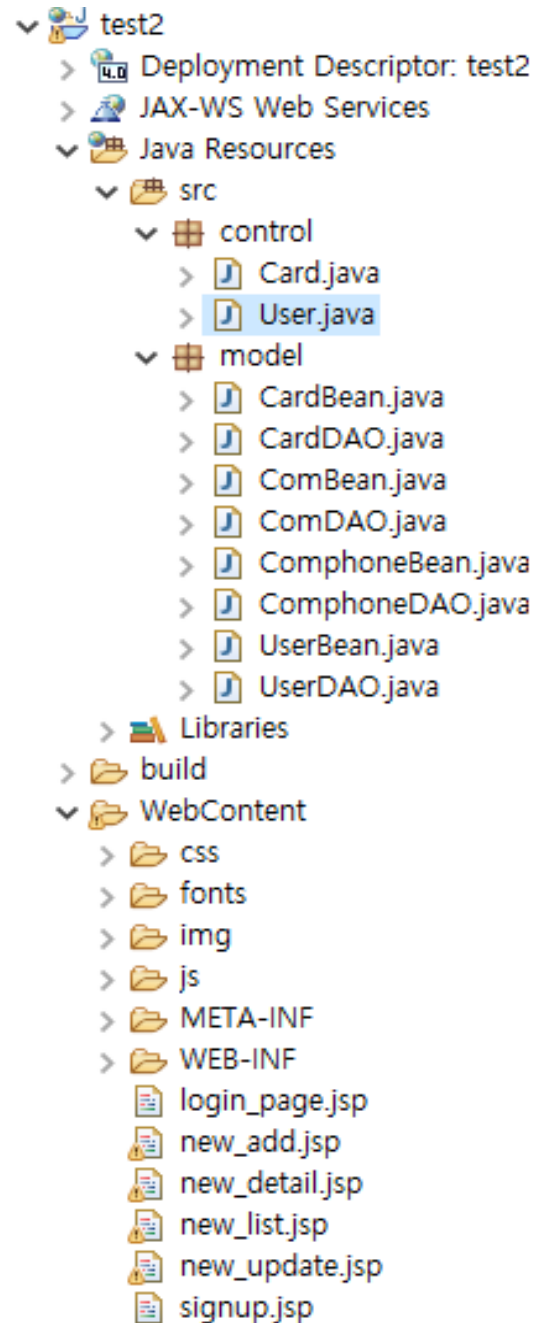 test2
4.0 Deployment Descriptor: test2
JAX-WS Web Services
Java Resources
src
control
J Card.java
J User.java
model
J CardBean.java
J CardDAO.java
J ComBean.java
J ComDAO.java
J ComphoneBean.java
J ComphoneDAO.java
J UserBean.java
J UserDAO.java
Libraries
build
WebContent
css
fonts
img
js
META-INF
WEB-INF
login_page.jsp
new_add.jsp
new_detail.jsp
new_list.jsp
new_update.jsp
signup.jsp